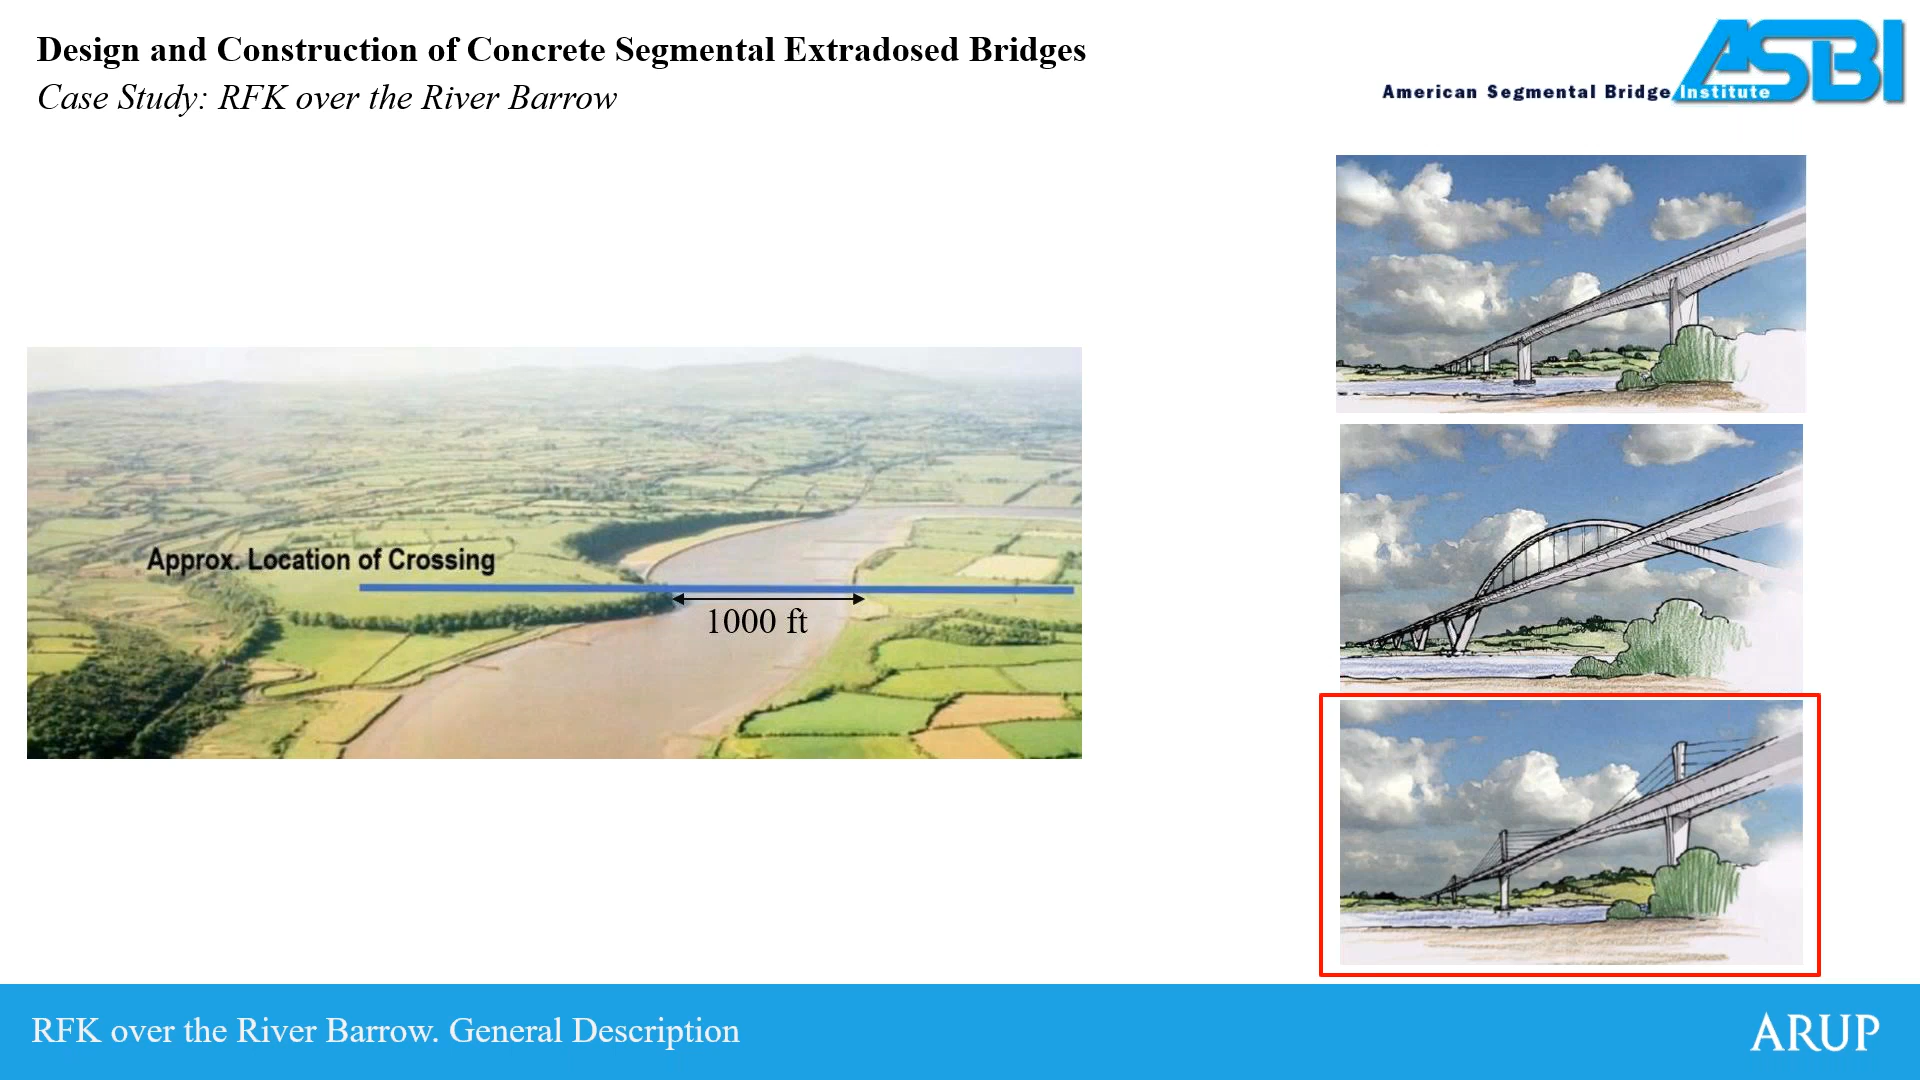 Design and Construction of Concrete Segmental Extradosed Bridges
Case Study: RFK over the River Barrow
ASBI
American Segmental Bridge Institute
Approx. Location of Crossing
1000 ft
RFK over the River Barrow. General Description
ARUP